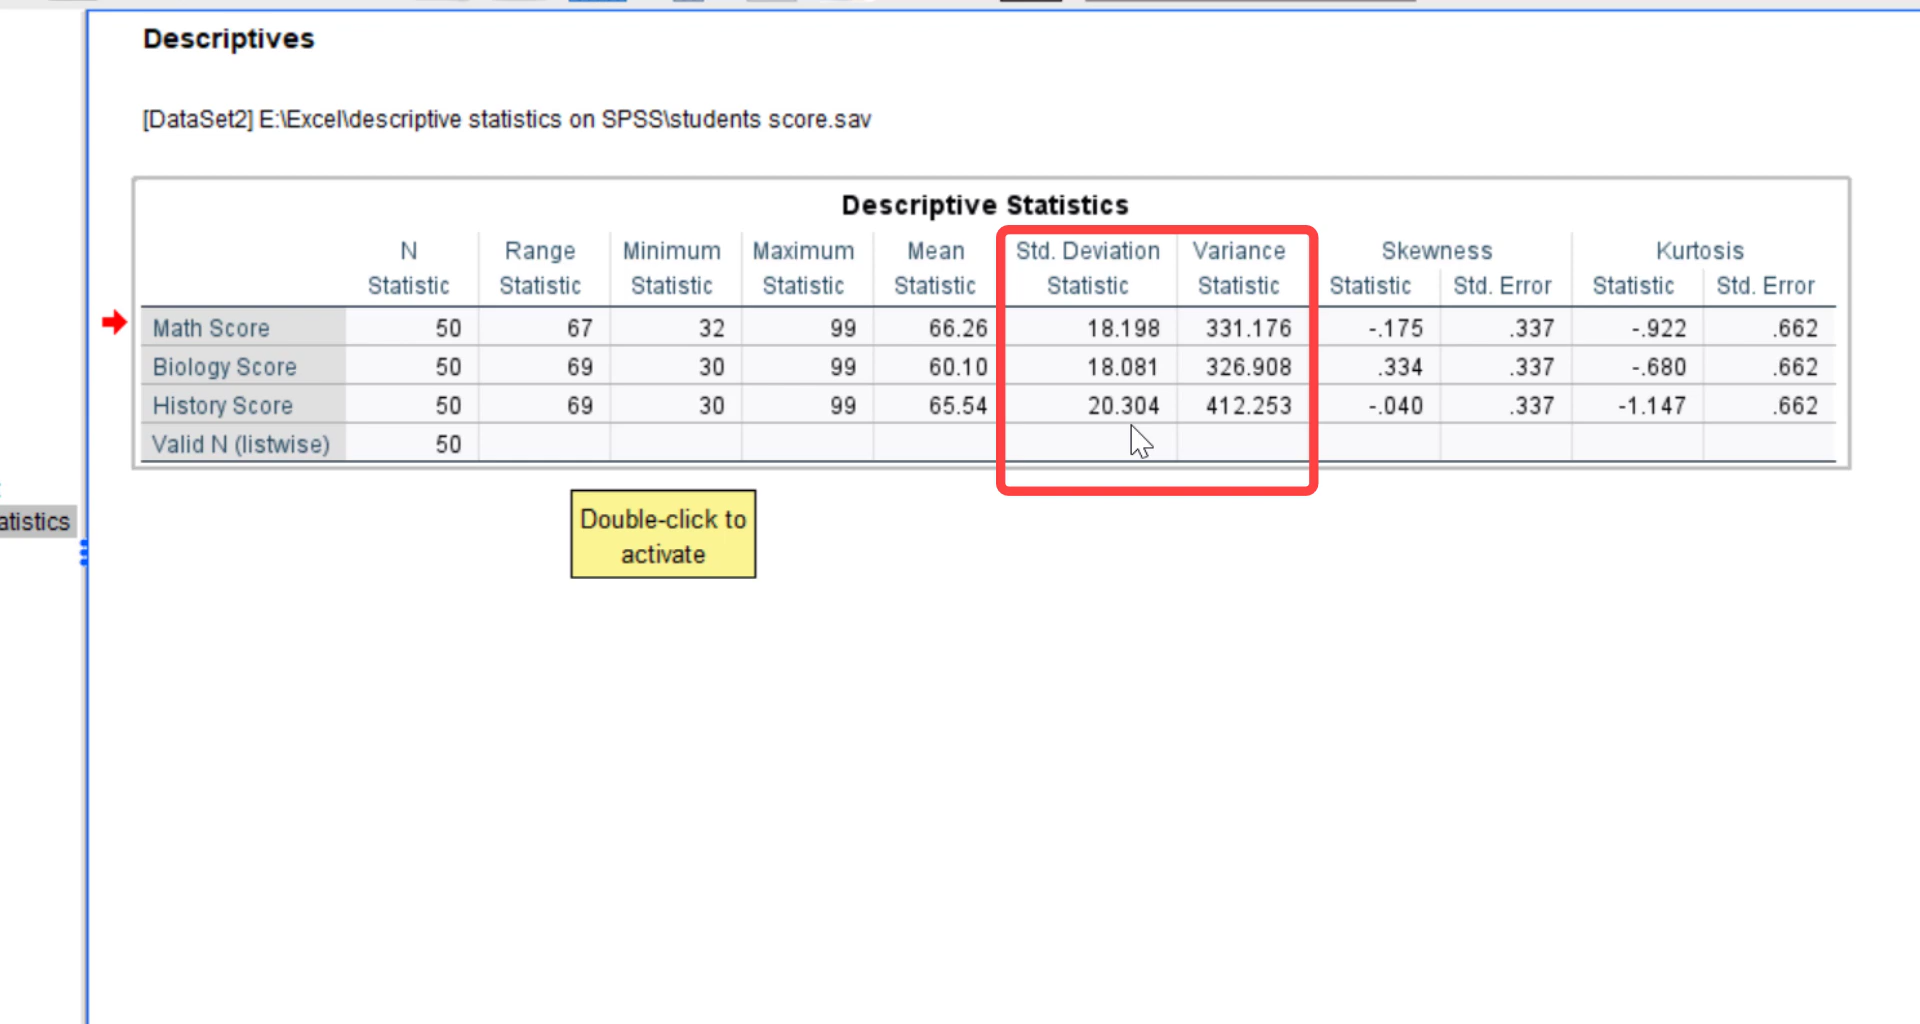 Descriptives
[DataSet2] E:\Excel\descriptive statistics on SPSS\students score.sav
Descriptive Statistics
N Range Minimum Maximum Mean Std. Deviation Variance Skewness Kurtosis
Statistic Statistic Statistic Statistic Statistic Statistic Statistic Statistic Std. Error Statistic Std. Error
Math Score 50 67 32 99 66.26 18.198 331.176 -.175 .337 -.922 .662
Biology Score 50 69 30 99 60.10 18.081 326.908 .334 .337 -.680 .662
History Score 50 69 30 99 65.54 20.304 412.253 -.040 .337 -1.147 .662
Valid N (listwise) 50
atistics
Double-click to
activate